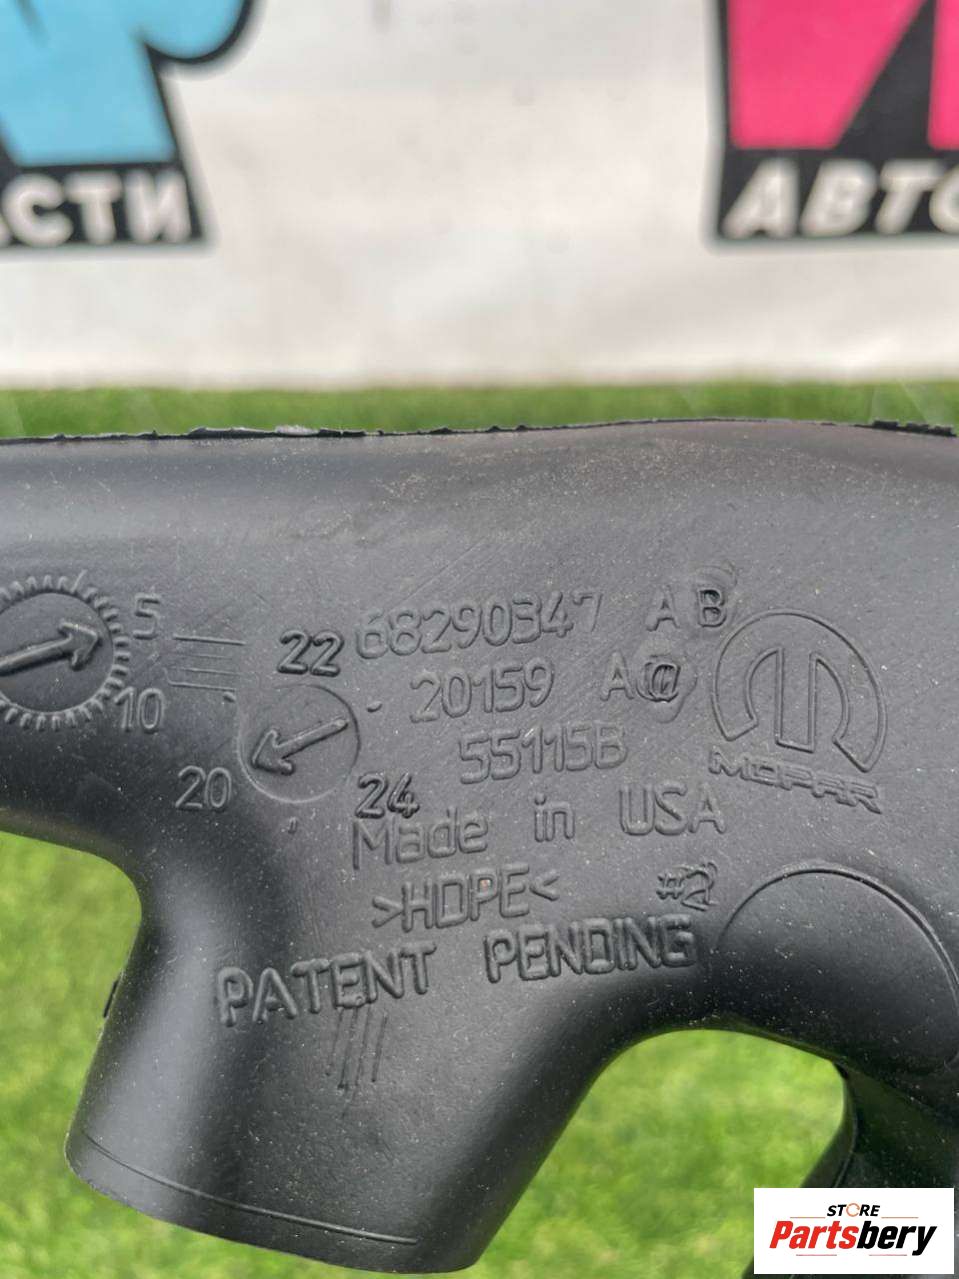 СТИ
АВТО
5
10
22 68290347 AB
20159 A
20
24
55115B
MOPAR
Made in USA
>HDPE<
#2
PATENT PENDING
STORE
Partsbery